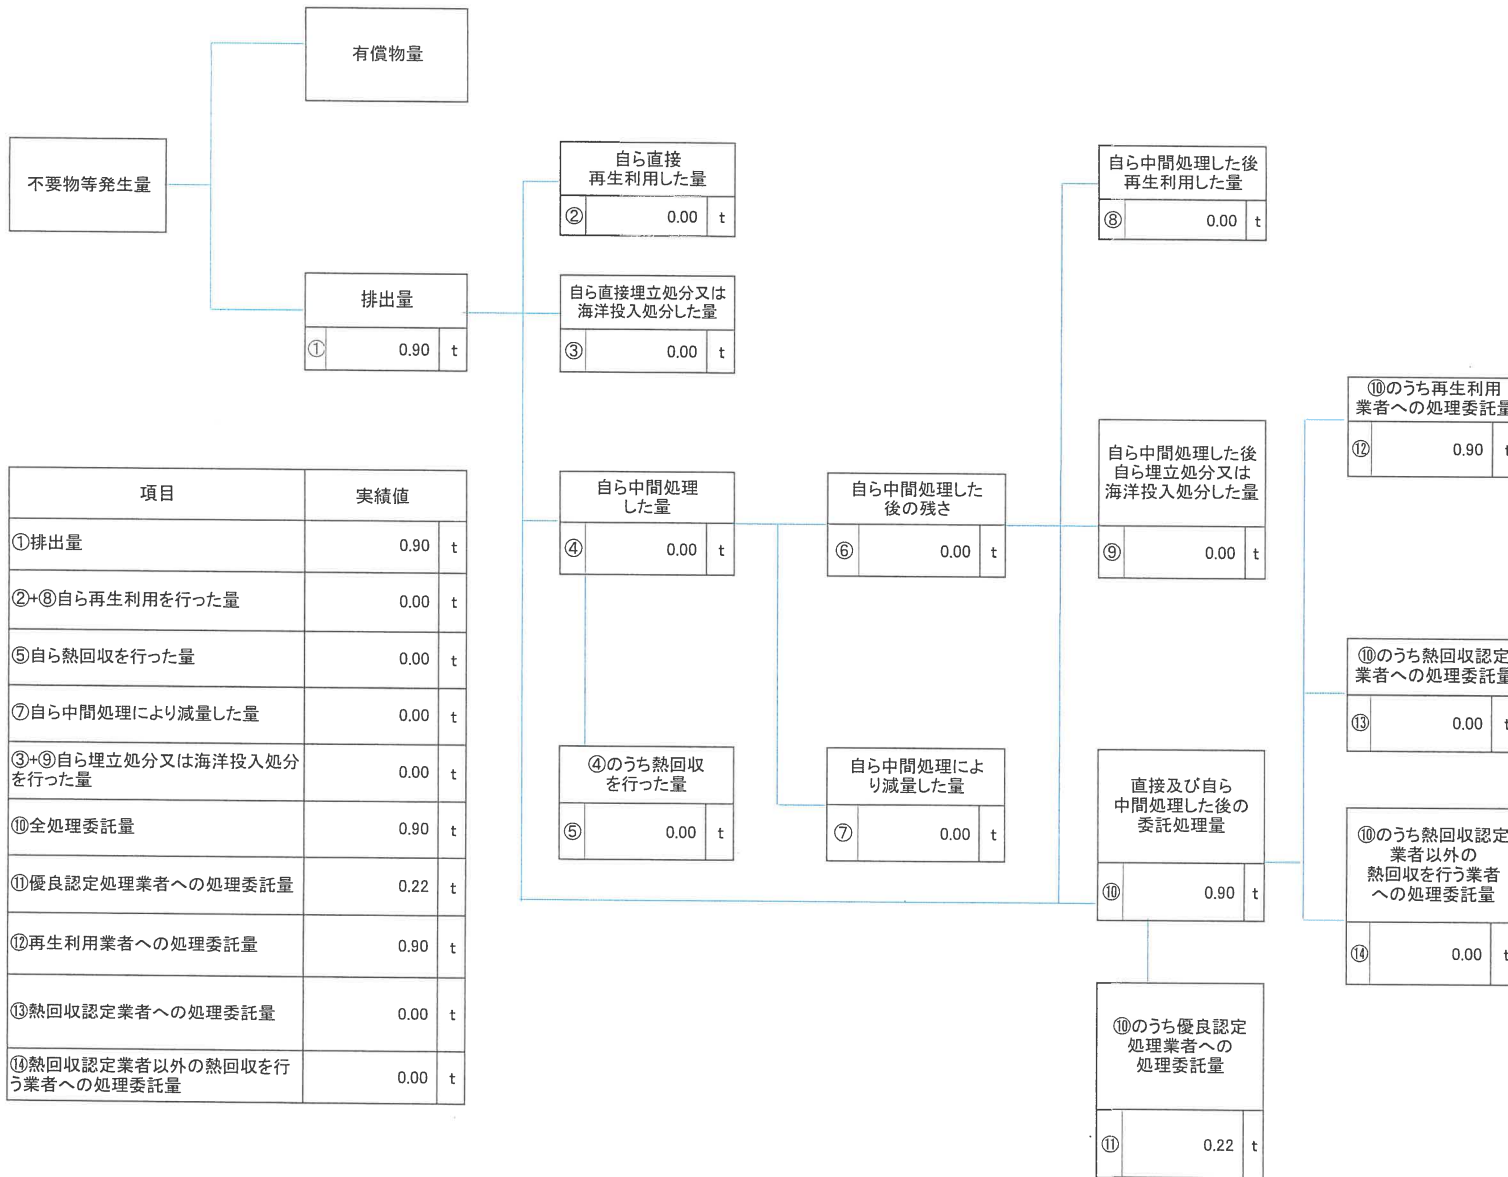 有償物量
不要物等発生量
排出量
① 0.90 t
自ら直接
再生利用した量
② 0.00 t
自ら直接埋立処分又は
海洋投入処分した量
③ 0.00 t
自ら中間処理
した量
④ 0.00 t
④のうち熱回収
を行った量
⑤ 0.00 t
自ら中間処理した
後の残さ
⑥ 0.00 t
自ら中間処理によ
り減量した量
⑦ 0.00 t
自ら中間処理した後
再生利用した量
⑧ 0.00 t
自ら中間処理した後
自ら埋立処分又は
海洋投入処分した量
⑨ 0.00 t
直接及び自ら
中間処理した後の
委託処理量
⑩ 0.90 t
⑩のうち優良認定
処理業者への
処理委託量
⑪ 0.22 t
⑩のうち再生利用
業者への処理委託量
⑫ 0.90 t
⑩のうち熱回収認定
業者への処理委託量
⑬ 0.00 t
⑩のうち熱回収認定
業者以外の
熱回収を行う業者
への処理委託量
⑭ 0.00 t
項目 実績値
①排出量 0.90 t
②+⑧自ら再生利用を行った量 0.00 t
⑤自ら熱回収を行った量 0.00 t
⑦自ら中間処理により減量した量 0.00 t
③+⑨自ら埋立処分又は海洋投入処分
を行った量 0.00 t
⑩全処理委託量 0.90 t
⑪優良認定処理業者への処理委託量 0.22 t
⑫再生利用業者への処理委託量 0.90 t
⑬熱回収認定業者への処理委託量 0.00 t
⑭熱回収認定業者以外の熱回収を行
う業者への処理委託量 0.00 t